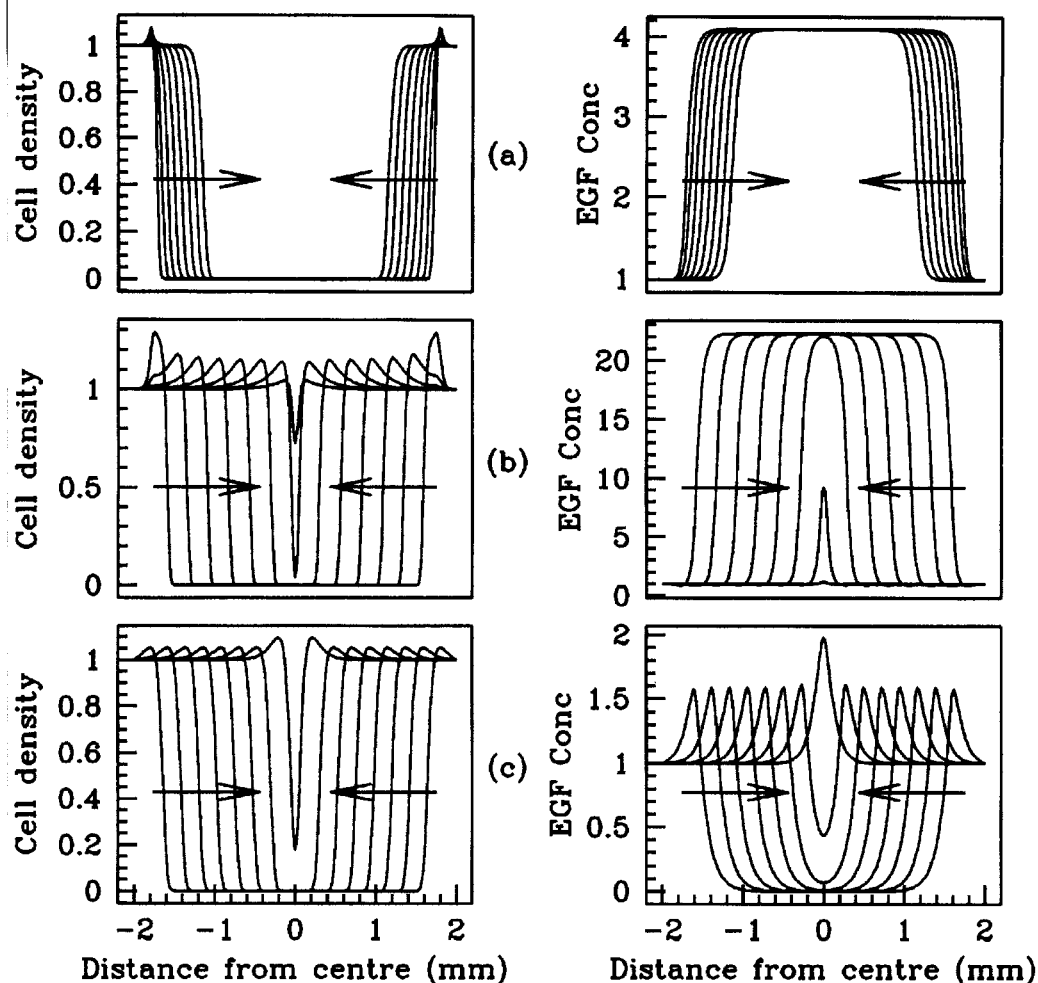 Cell density
1
0.8
0.6
0.4
0.2
0
(a)
EGF Conc
4
3
2
1
Cell density
1
0.5
0
(b)
EGF Conc
20
15
10
5
0
Cell density
1
0.8
0.6
0.4
0.2
0
(c)
EGF Conc
2
1.5
1
0.5
0
−2 −1 0 1 2
Distance from centre (mm)
−2 −1 0 1 2
Distance from centre (mm)